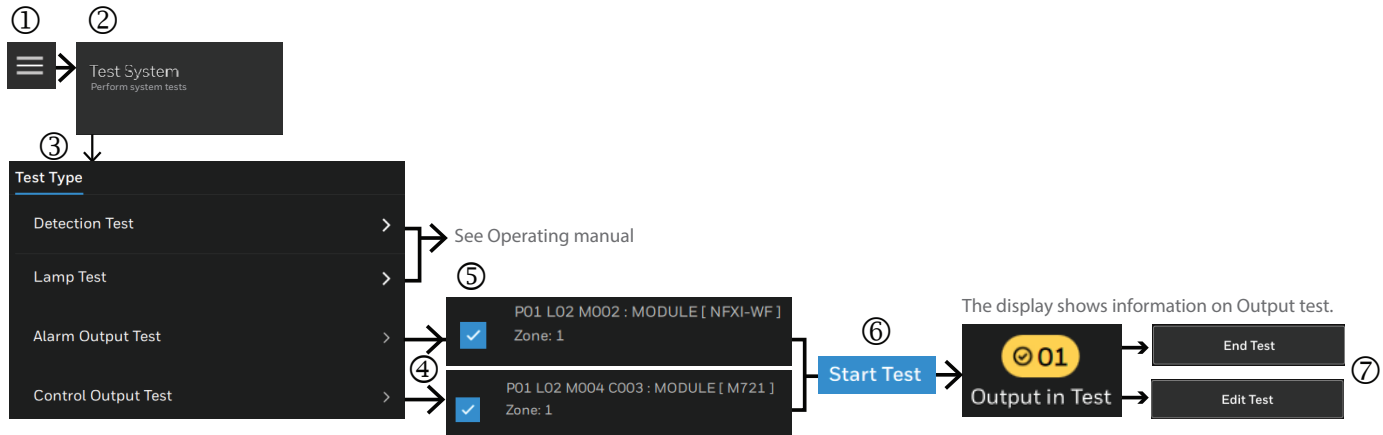 ① ②
Test System
Perform system tests
③
Test Type
Detection Test
See Operating manual
Lamp Test
⑤
P01 L02 M002 : MODULE [ NFXI-WF ]
Zone: 1
Alarm Output Test
④
P01 L02 M004 C003 : MODULE [ M721 ]
Zone: 1
Control Output Test
⑥
Start Test
The display shows information on Output test.
01
Output in Test
End Test
Edit Test
⑦